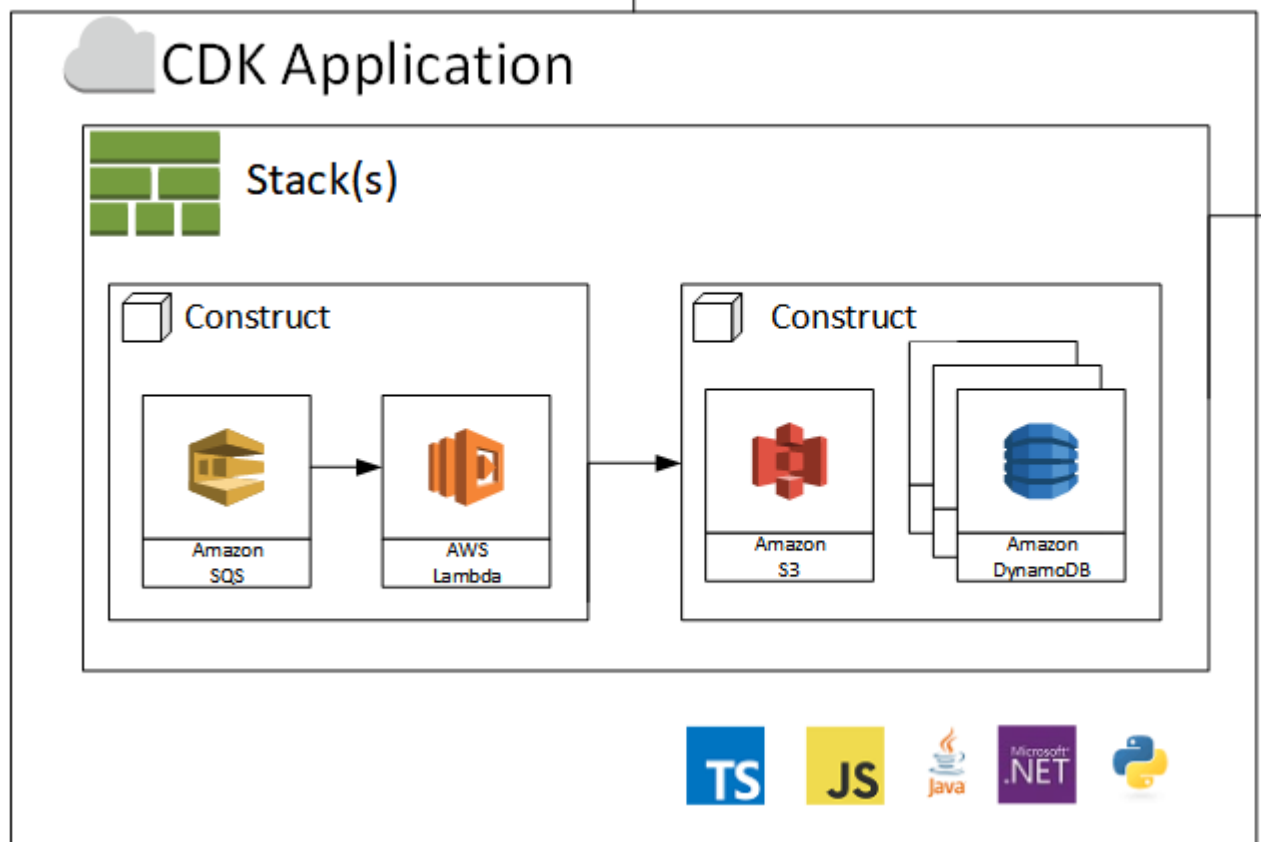 CDK Application
Stack(s)
Construct
Construct
Amazon
SQS
AWS
Lambda
Amazon
S3
Amazon
DynamoDB
TS
JS
Java
Microsoft
.NET